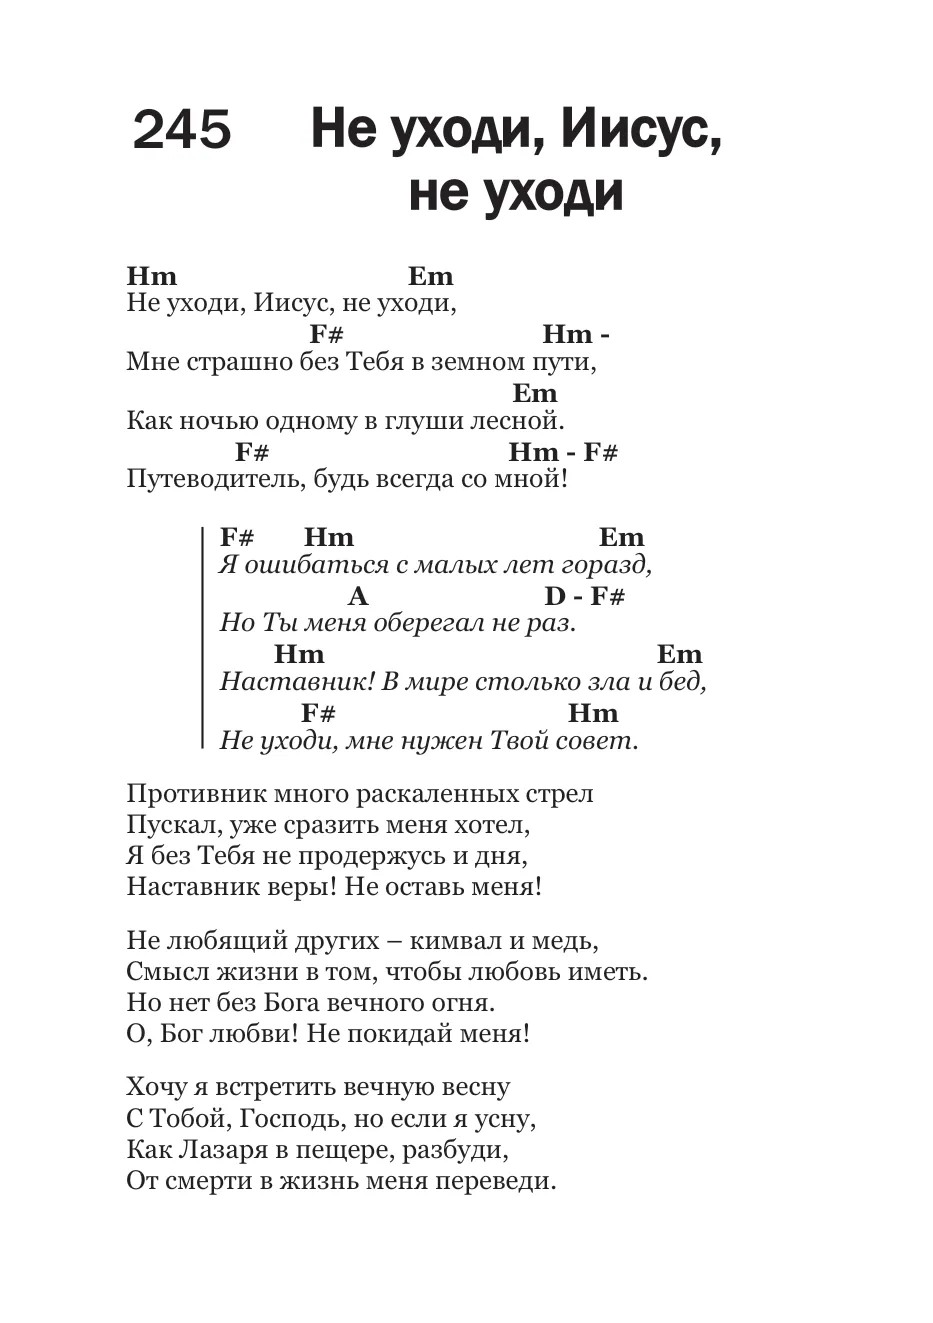 245 Не уходи, Иисус,
не уходи
Hm Em
Не уходи, Иисус, не уходи,
F# Hm -
Мне страшно без Тебя в земном пути,
Em
Как ночью одному в глуши лесной.
F# Hm - F#
Путеводитель, будь всегда со мной!
F# Hm Em
Я ошибаться с малых лет горазд,
A D - F#
Но Ты меня оберегал не раз.
Hm Em
Наставник! В мире столько зла и бед,
F# Hm
Не уходи, мне нужен Твой совет.
Противник много раскаленных стрел
Пускал, уже сразить меня хотел,
Я без Тебя не продержусь и дня,
Наставник веры! Не оставь меня!
Не любящий других – кимвал и медь,
Смысл жизни в том, чтобы любовь иметь.
Но нет без Бога вечного огня.
О, Бог любви! Не покидай меня!
Хочу я встретить вечную весну
С Тобой, Господь, но если я усну,
Как Лазаря в пещере, разбуди,
От смерти в жизнь меня переведи.